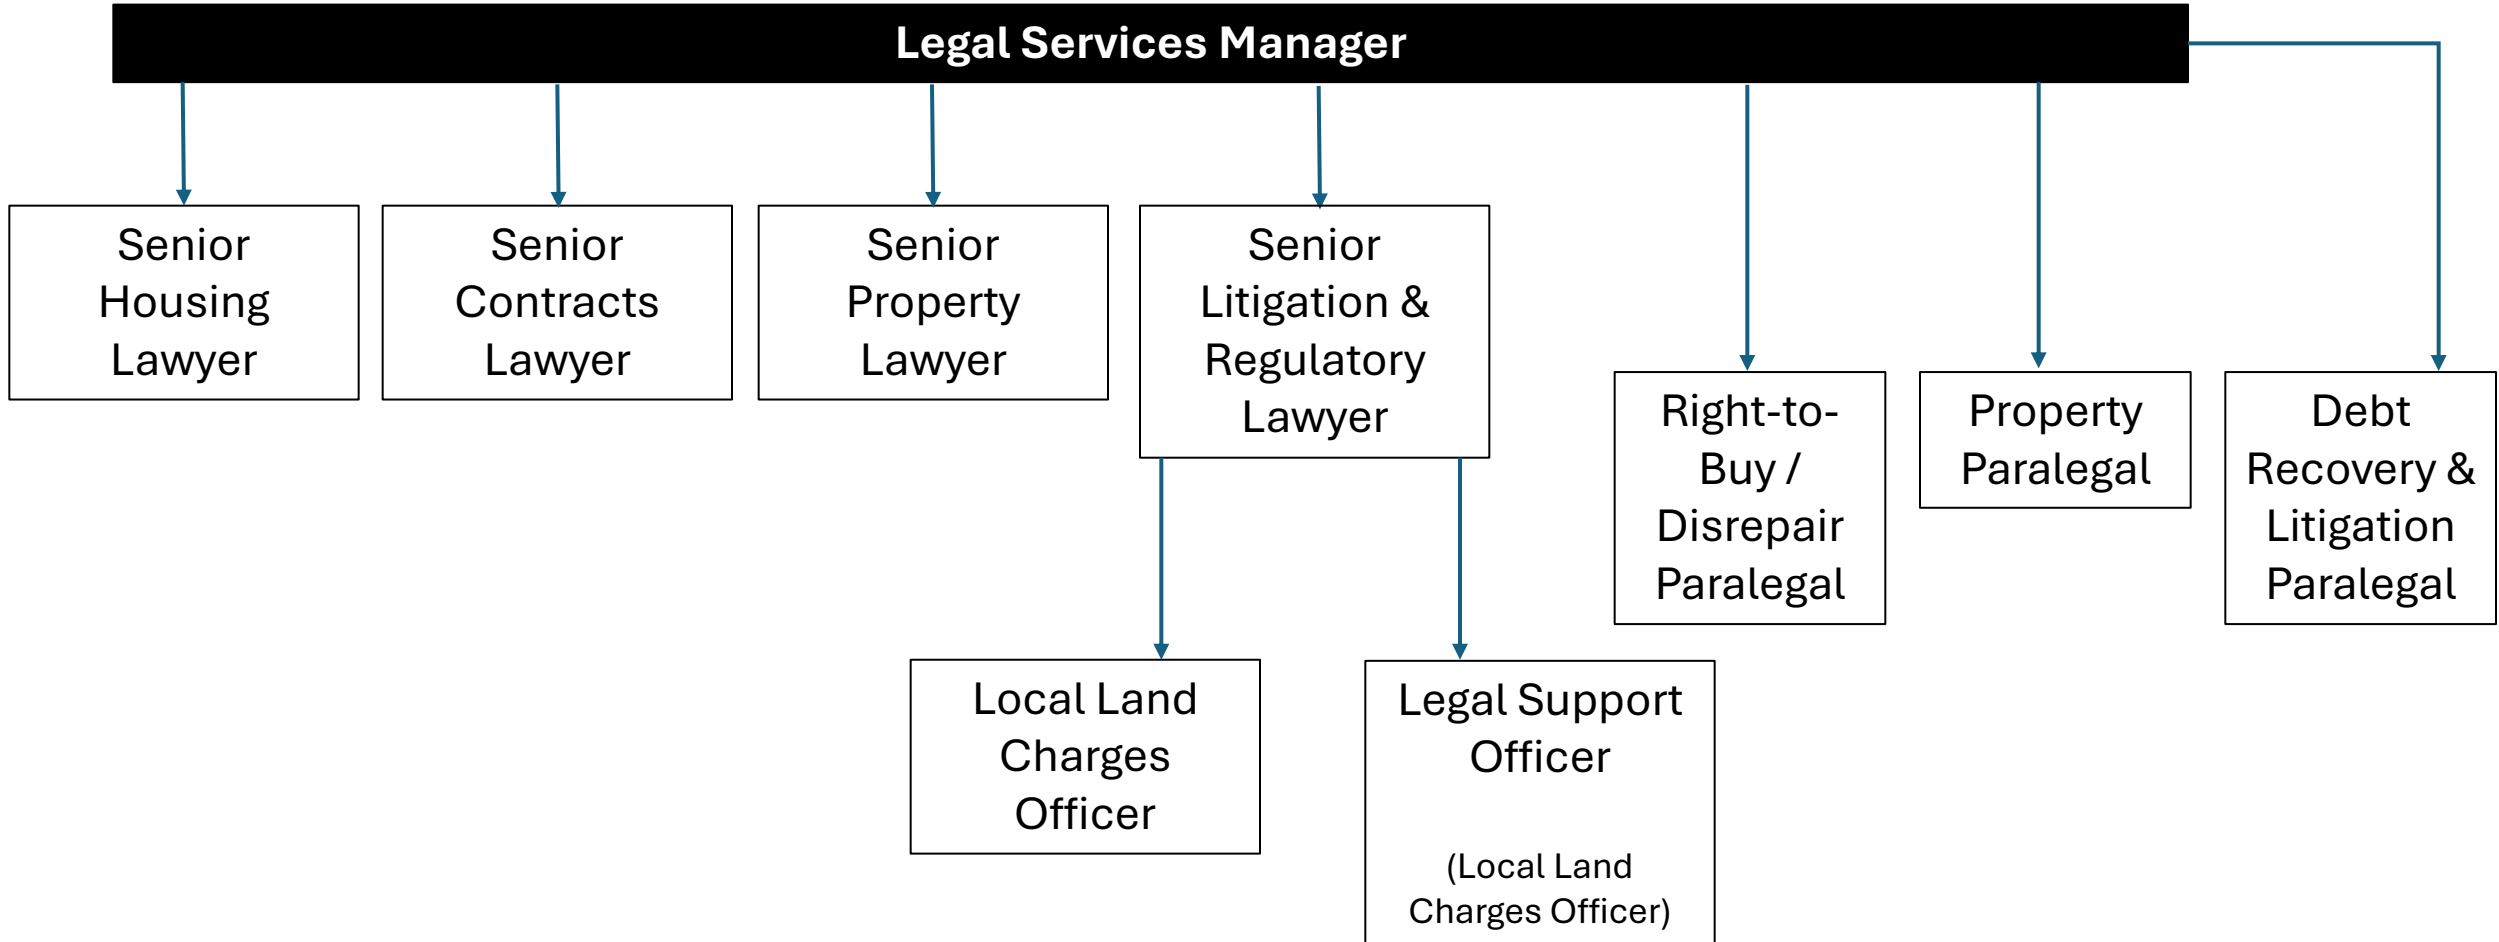 Legal Services Manager
Senior
Housing
Lawyer
Senior
Contracts
Lawyer
Senior
Property
Lawyer
Senior
Litigation &
Regulatory
Lawyer
Right-to-
Buy /
Disrepair
Paralegal
Property
Paralegal
Debt
Recovery &
Litigation
Paralegal
Local Land
Charges
Officer
Legal Support
Officer
(Local Land
Charges Officer)